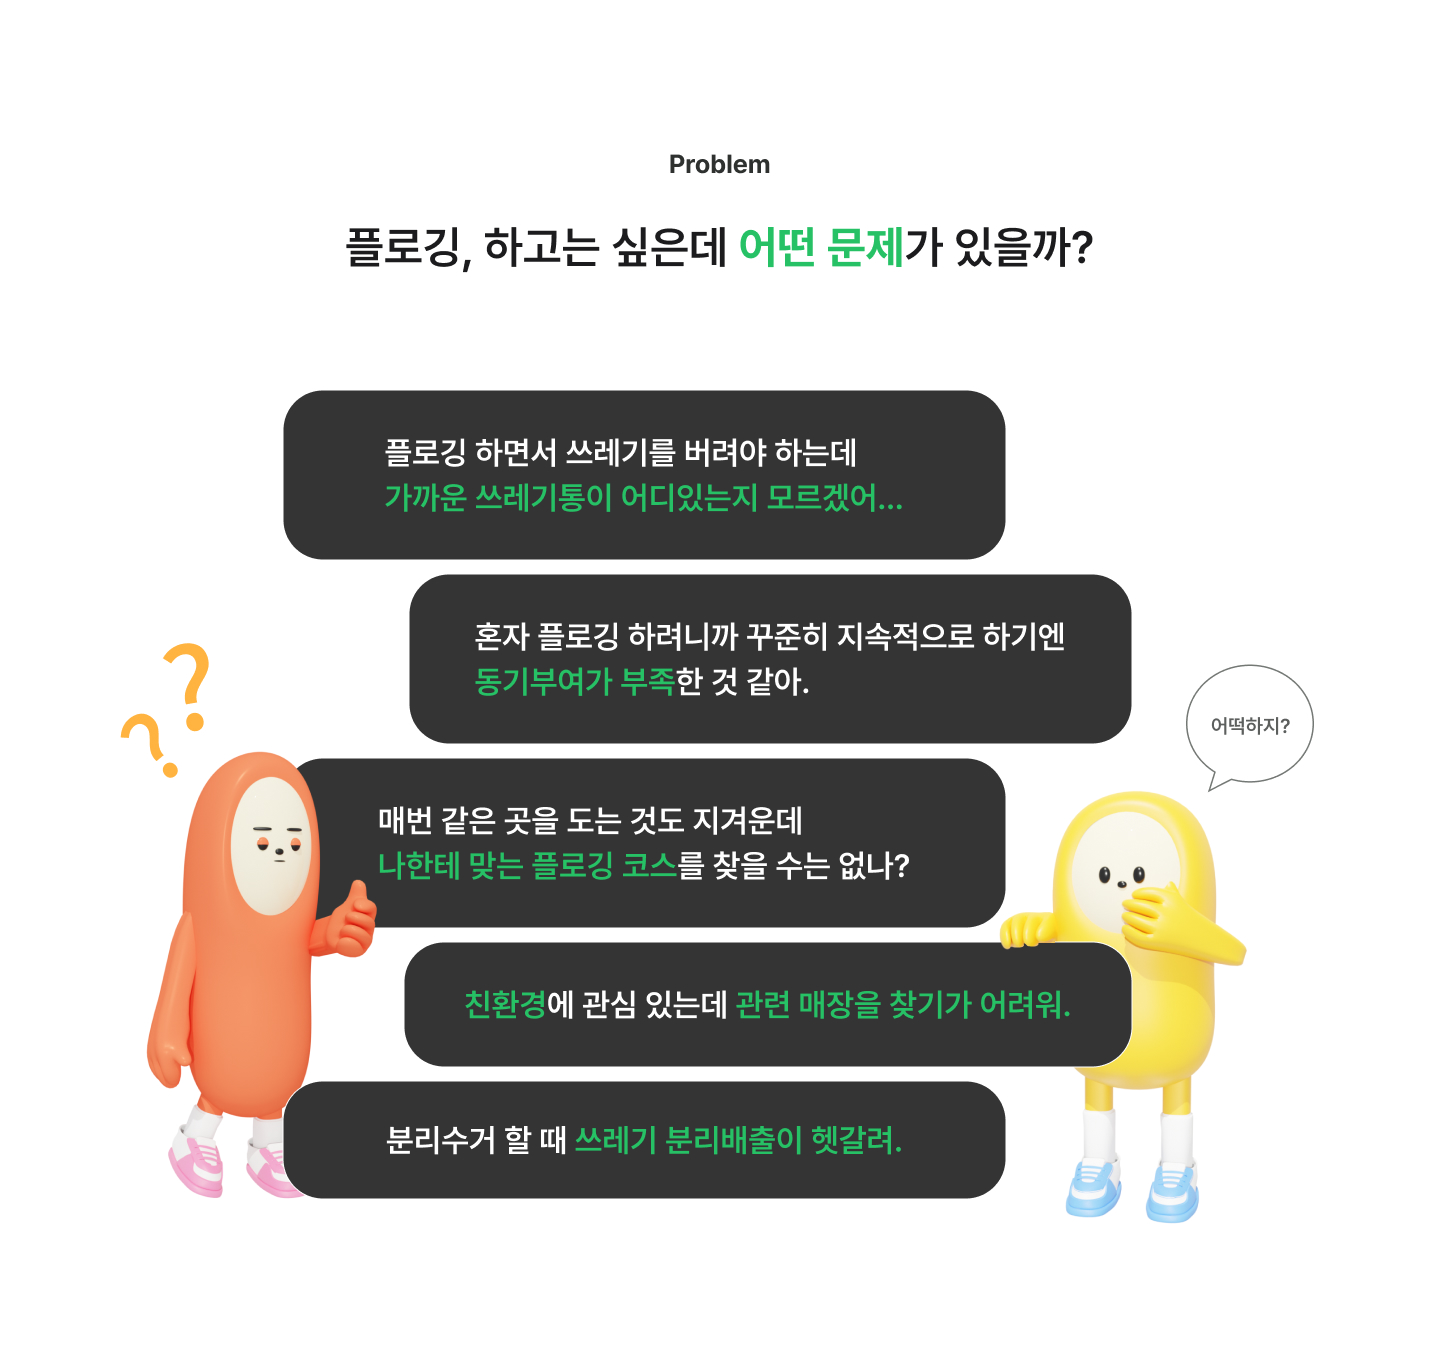 Problem
플로깅, 하고는 싶은데 어떤 문제가 있을까?
플로깅 하면서 쓰레기를 버려야 하는데
가까운 쓰레기통이 어디있는지 모르겠어...
혼자 플로깅 하려니까 꾸준히 지속적으로 하기엔
동기부여가 부족한 것 같아.
? ?
어떡하지?
매번 같은 곳을 도는 것도 지겨운데
나한테 맞는 플로깅 코스를 찾을 수는 없나?
친환경에 관심 있는데 관련 매장을 찾기가 어려워.
분리수거 할 때 쓰레기 분리배출이 헷갈려.